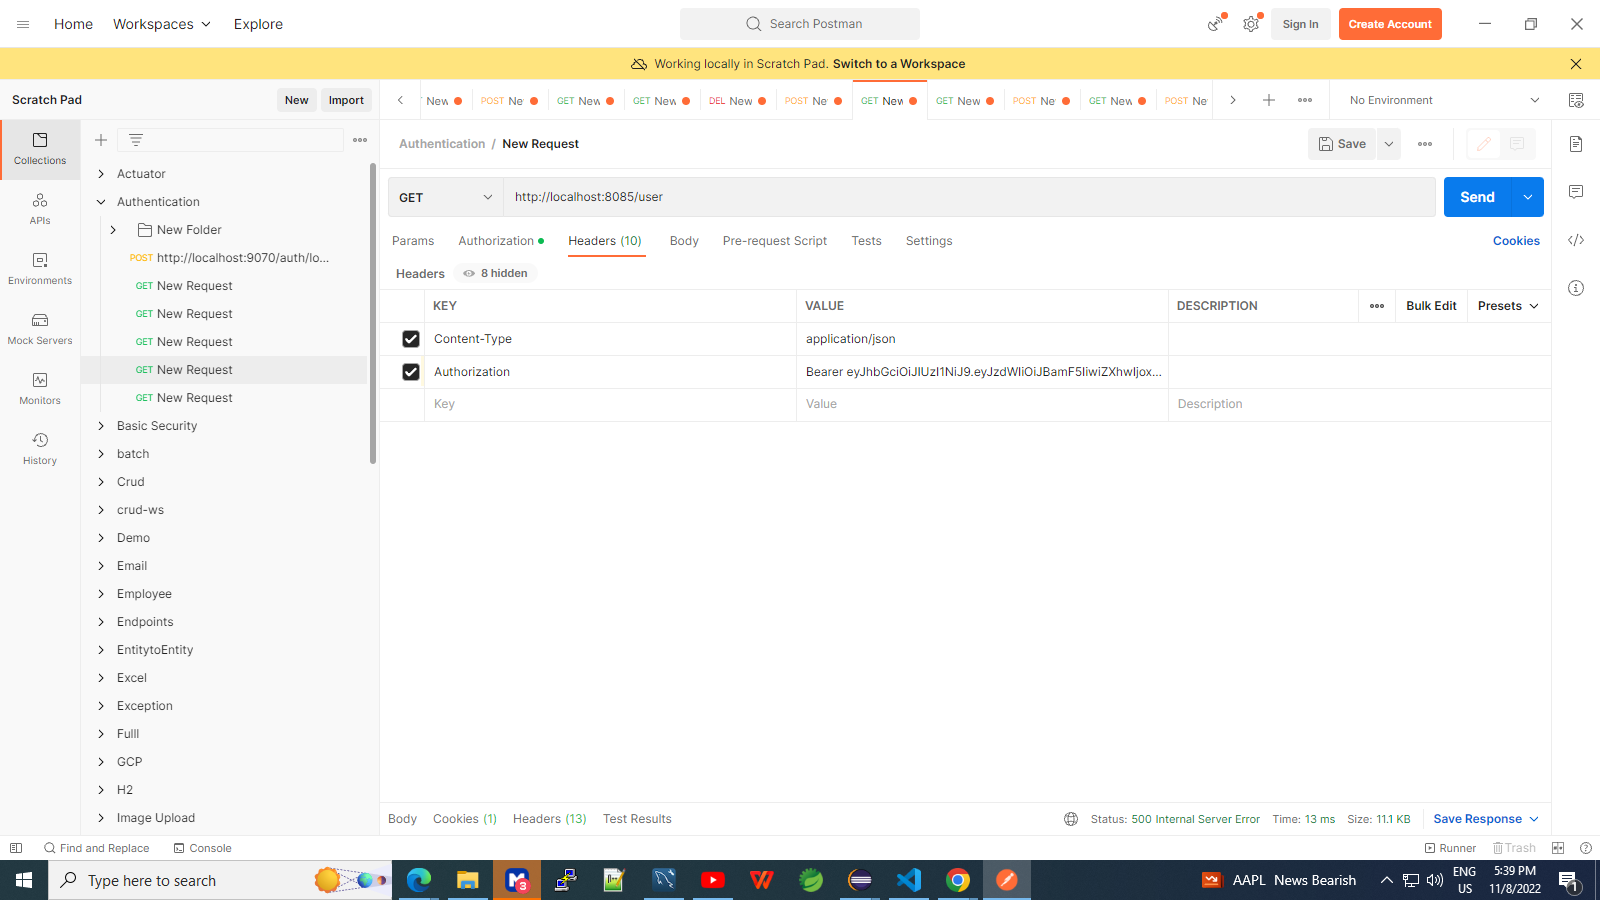 Home
Workspaces
Explore
Search Postman
Sign In
Create Account
Working locally in Scratch Pad. Switch to a Workspace
Scratch Pad
New
Import
New
POST Ne
GET New
GET New
DEL New
POST Ne
GET New
GET New
POST Ne
GET New
POST Ne
No Environment
Collections
APIs
Environments
Mock Servers
Monitors
History
Actuator
Authentication
New Folder
POST http://localhost:9070/auth/lo...
GET New Request
GET New Request
GET New Request
GET New Request
GET New Request
Basic Security
batch
Crud
crud-ws
Demo
Email
Employee
Endpoints
EntitytoEntity
Excel
Exception
Fulll
GCP
H2
Image Upload
Authentication / New Request
Save
GET
http://localhost:8085/user
Send
Params
Authorization
Headers (10)
Body
Pre-request Script
Tests
Settings
Cookies
Headers
8 hidden
KEY
VALUE
DESCRIPTION
Bulk Edit
Presets
Content-Type
application/json
Authorization
Bearer eyJhbGciOiJIUzI1NiJ9.eyJzdWIiOiJBamF5IiwiZXhwIjox...
Key
Value
Description
Body
Cookies (1)
Headers (13)
Test Results
Status: 500 Internal Server Error
Time: 13 ms
Size: 11.1 KB
Save Response
Find and Replace
Console
Runner
Trash
Type here to search
3
AAPL News Bearish
ENG
US
5:39 PM
11/8/2022
1